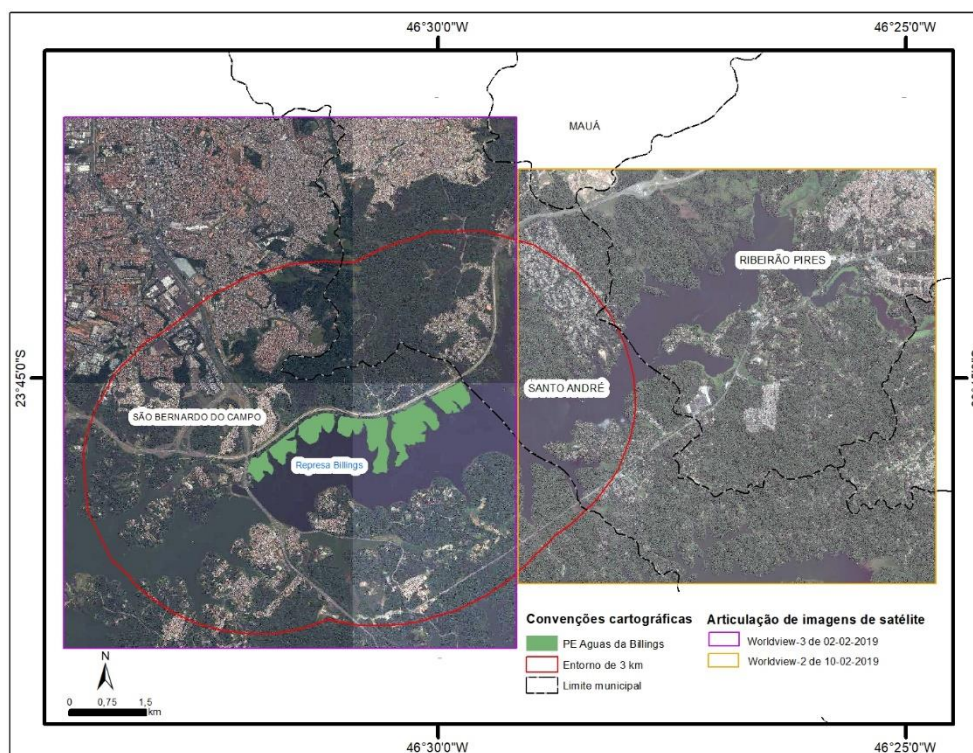 46°30'0"W
46°25'0"W
MAUÁ
RIBEIRÃO PIRES
23°45'0"S
SANTO ANDRÉ
SÃO BERNARDO DO CAMPO
Represa Billings
Convenções cartográficas
PE Aguas da Billings
Entorno de 3 km
Limite municipal
Articulação de imagens de satélite
Worldview-3 de 02-02-2019
Worldview-2 de 10-02-2019
N
0 0,75 1,5
km
46°30'0"W
46°25'0"W